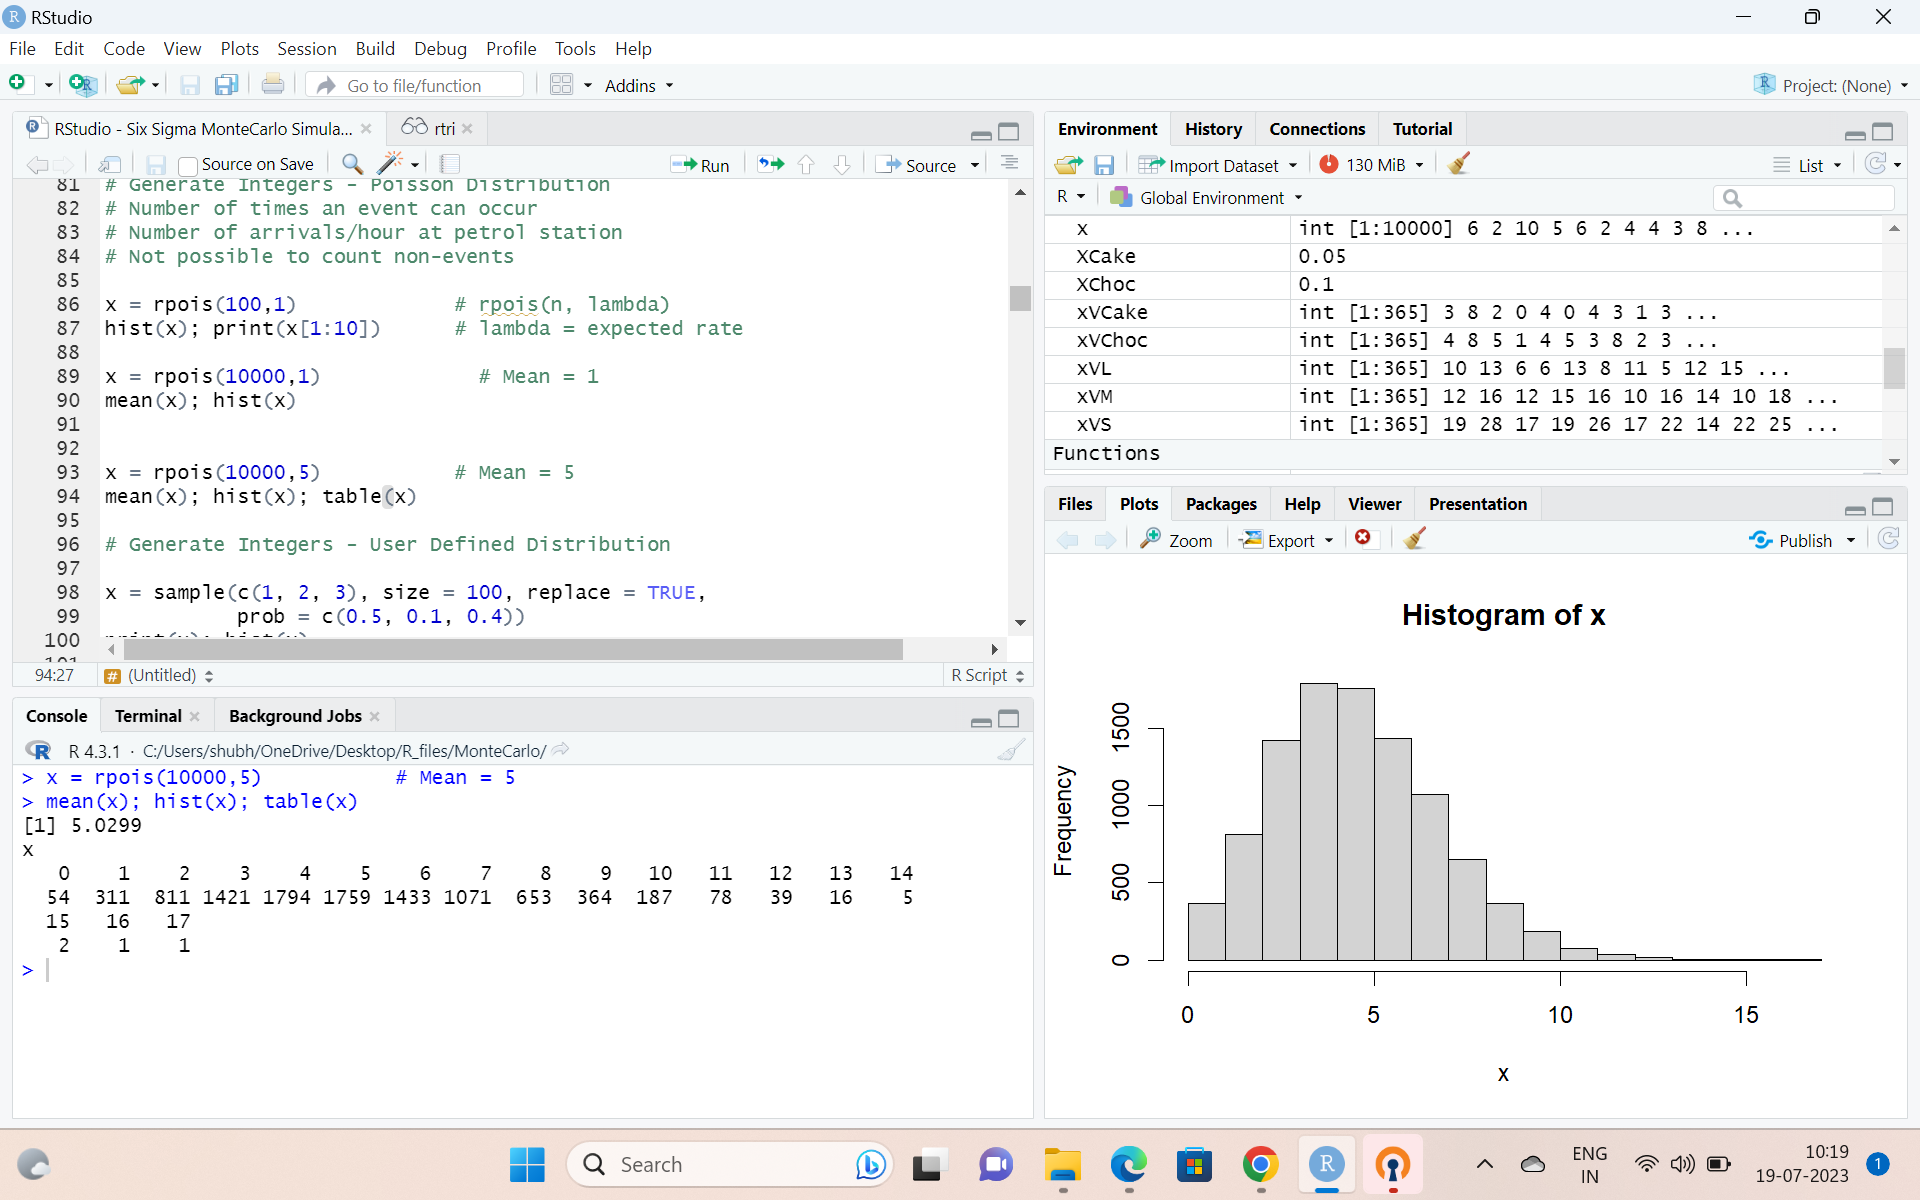 RStudio
File Edit Code View Plots Session Build Debug Profile Tools Help
Go to file/function Addins Project: (None)
RStudio - Six Sigma MonteCarlo Simula... rtri
Source on Save Run Source
81 # Generate Integers - Poisson Distribution
82 # Number of times an event can occur
83 # Number of arrivals/hour at petrol station
84 # Not possible to count non-events
85
86 x = rpois(100,1) # rpois(n, lambda)
87 hist(x); print(x[1:10]) # lambda = expected rate
88
89 x = rpois(10000,1) # Mean = 1
90 mean(x); hist(x)
91
92
93 x = rpois(10000,5) # Mean = 5
94 mean(x); hist(x); table(x)
95
96 # Generate Integers - User Defined Distribution
97
98 x = sample(c(1, 2, 3), size = 100, replace = TRUE,
99 prob = c(0.5, 0.1, 0.4))
100
94:27 # (Untitled) R Script
Console Terminal Background Jobs
R R 4.3.1 · C:/Users/shubh/OneDrive/Desktop/R_files/MonteCarlo/
> x = rpois(10000,5) # Mean = 5
> mean(x); hist(x); table(x)
[1] 5.0299
x
0 1 2 3 4 5 6 7 8 9 10 11 12 13 14
54 311 811 1421 1794 1759 1433 1071 653 364 187 78 39 16 5
15 16 17
2 1 1
>
Environment History Connections Tutorial
Import Dataset 130 MiB List
R Global Environment
x int [1:10000] 6 2 10 5 6 2 4 4 3 8 ...
XCake 0.05
XChoc 0.1
xVCake int [1:365] 3 8 2 0 4 0 4 3 1 3 ...
xVChoc int [1:365] 4 8 5 1 4 5 3 8 2 3 ...
xVL int [1:365] 10 13 6 6 13 8 11 5 12 15 ...
xVM int [1:365] 12 16 12 15 16 10 16 14 10 18 ...
xVS int [1:365] 19 28 17 19 26 17 22 14 22 25 ...
Functions
Files Plots Packages Help Viewer Presentation
Zoom Export Publish
Histogram of x
Frequency
1500
1000
500
0
0 5 10 15
x
Search R ENG 10:19
IN 19-07-2023 1